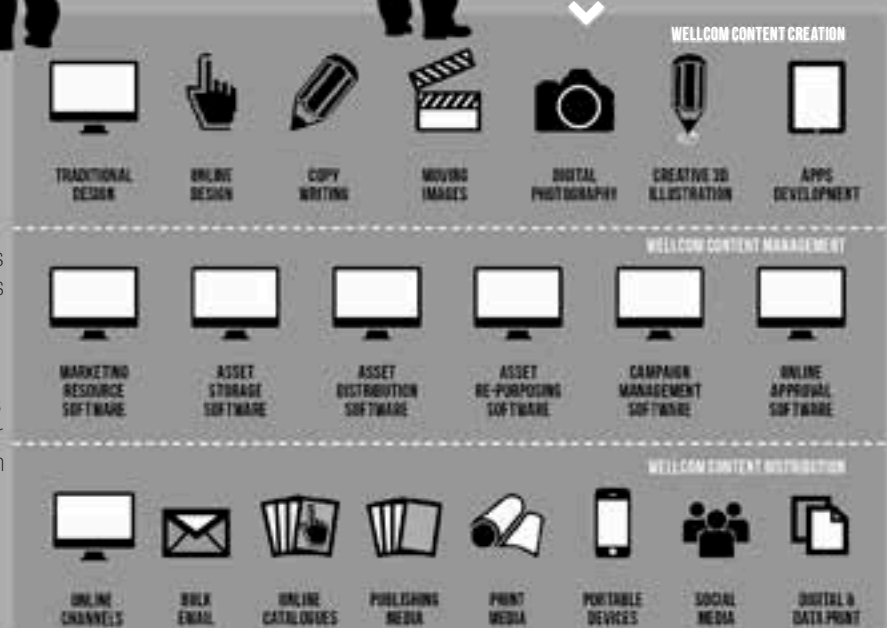 WELLCOM CONTENT CREATION
TRADITIONAL
DESIGN
ONLINE
DESIGN
COPY
WRITING
MOVING
IMAGES
DIGITAL
PHOTOGRAPHY
CREATIVE 3D
ILLUSTRATION
APPS
DEVELOPMENT
WELLCOM CONTENT MANAGEMENT
MARKETING
RESOURCE
SOFTWARE
ASSET
STORAGE
SOFTWARE
ASSET
DISTRIBUTION
SOFTWARE
ASSET
RE-PURPOSING
SOFTWARE
CAMPAIGN
MANAGEMENT
SOFTWARE
ONLINE
APPROVAL
SOFTWARE
WELLCOM CONTENT DISTRIBUTION
ONLINE
CHANNELS
BULK
EMAIL
ONLINE
CATALOGUES
PUBLISHING
MEDIA
PRINT
MEDIA
PORTABLE
DEVICES
SOCIAL
MEDIA
DIGITAL &
DATA PRINT